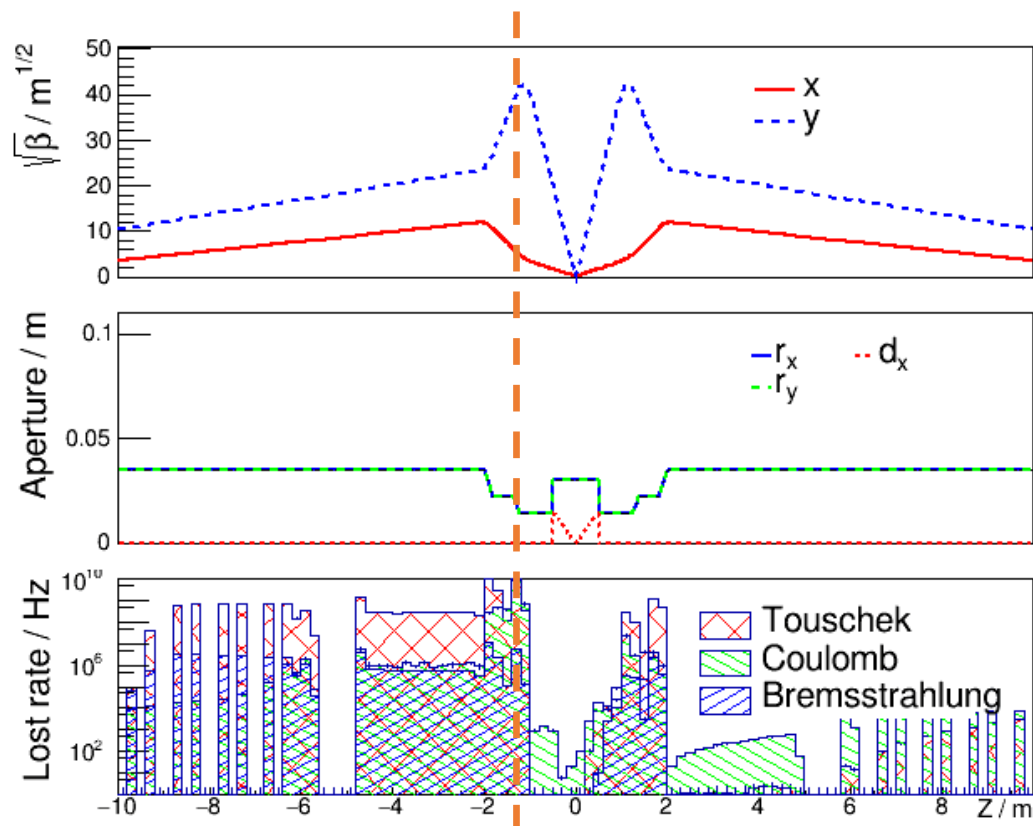 √β / m^1/2
50
40
30
20
10
0
x
y
Aperture / m
0.1
0.05
0
r_x
d_x
r_y
Lost rate / Hz
10^10
10^6
10^2
Touschek
Coulomb
Bremsstrahlung
−10 −8 −6 −4 −2 0 2 4 6 8 Z / m